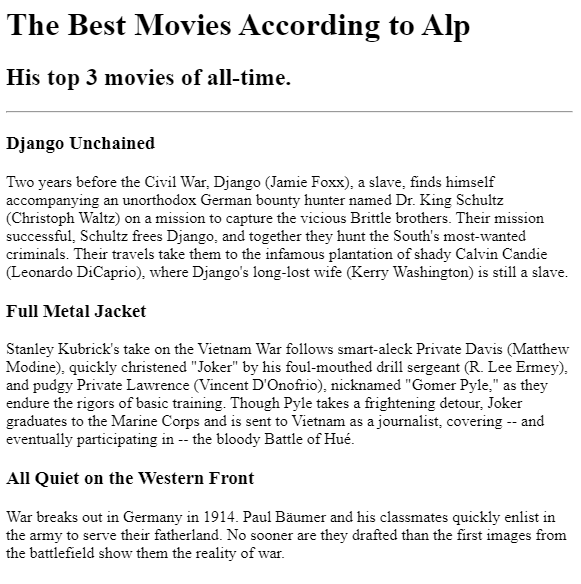 The Best Movies According to Alp
His top 3 movies of all-time.
Django Unchained
Two years before the Civil War, Django (Jamie Foxx), a slave, finds himself
accompanying an unorthodox German bounty hunter named Dr. King Schultz
(Christoph Waltz) on a mission to capture the vicious Brittle brothers. Their mission
successful, Schultz frees Django, and together they hunt the South's most-wanted
criminals. Their travels take them to the infamous plantation of shady Calvin Candie
(Leonardo DiCaprio), where Django's long-lost wife (Kerry Washington) is still a slave.
Full Metal Jacket
Stanley Kubrick's take on the Vietnam War follows smart-aleck Private Davis (Matthew
Modine), quickly christened "Joker" by his foul-mouthed drill sergeant (R. Lee Ermey),
and pudgy Private Lawrence (Vincent D'Onofrio), nicknamed "Gomer Pyle," as they
endure the rigors of basic training. Though Pyle takes a frightening detour, Joker
graduates to the Marine Corps and is sent to Vietnam as a journalist, covering -- and
eventually participating in -- the bloody Battle of Hué.
All Quiet on the Western Front
War breaks out in Germany in 1914. Paul Bäumer and his classmates quickly enlist in
the army to serve their fatherland. No sooner are they drafted than the first images from
the battlefield show them the reality of war.